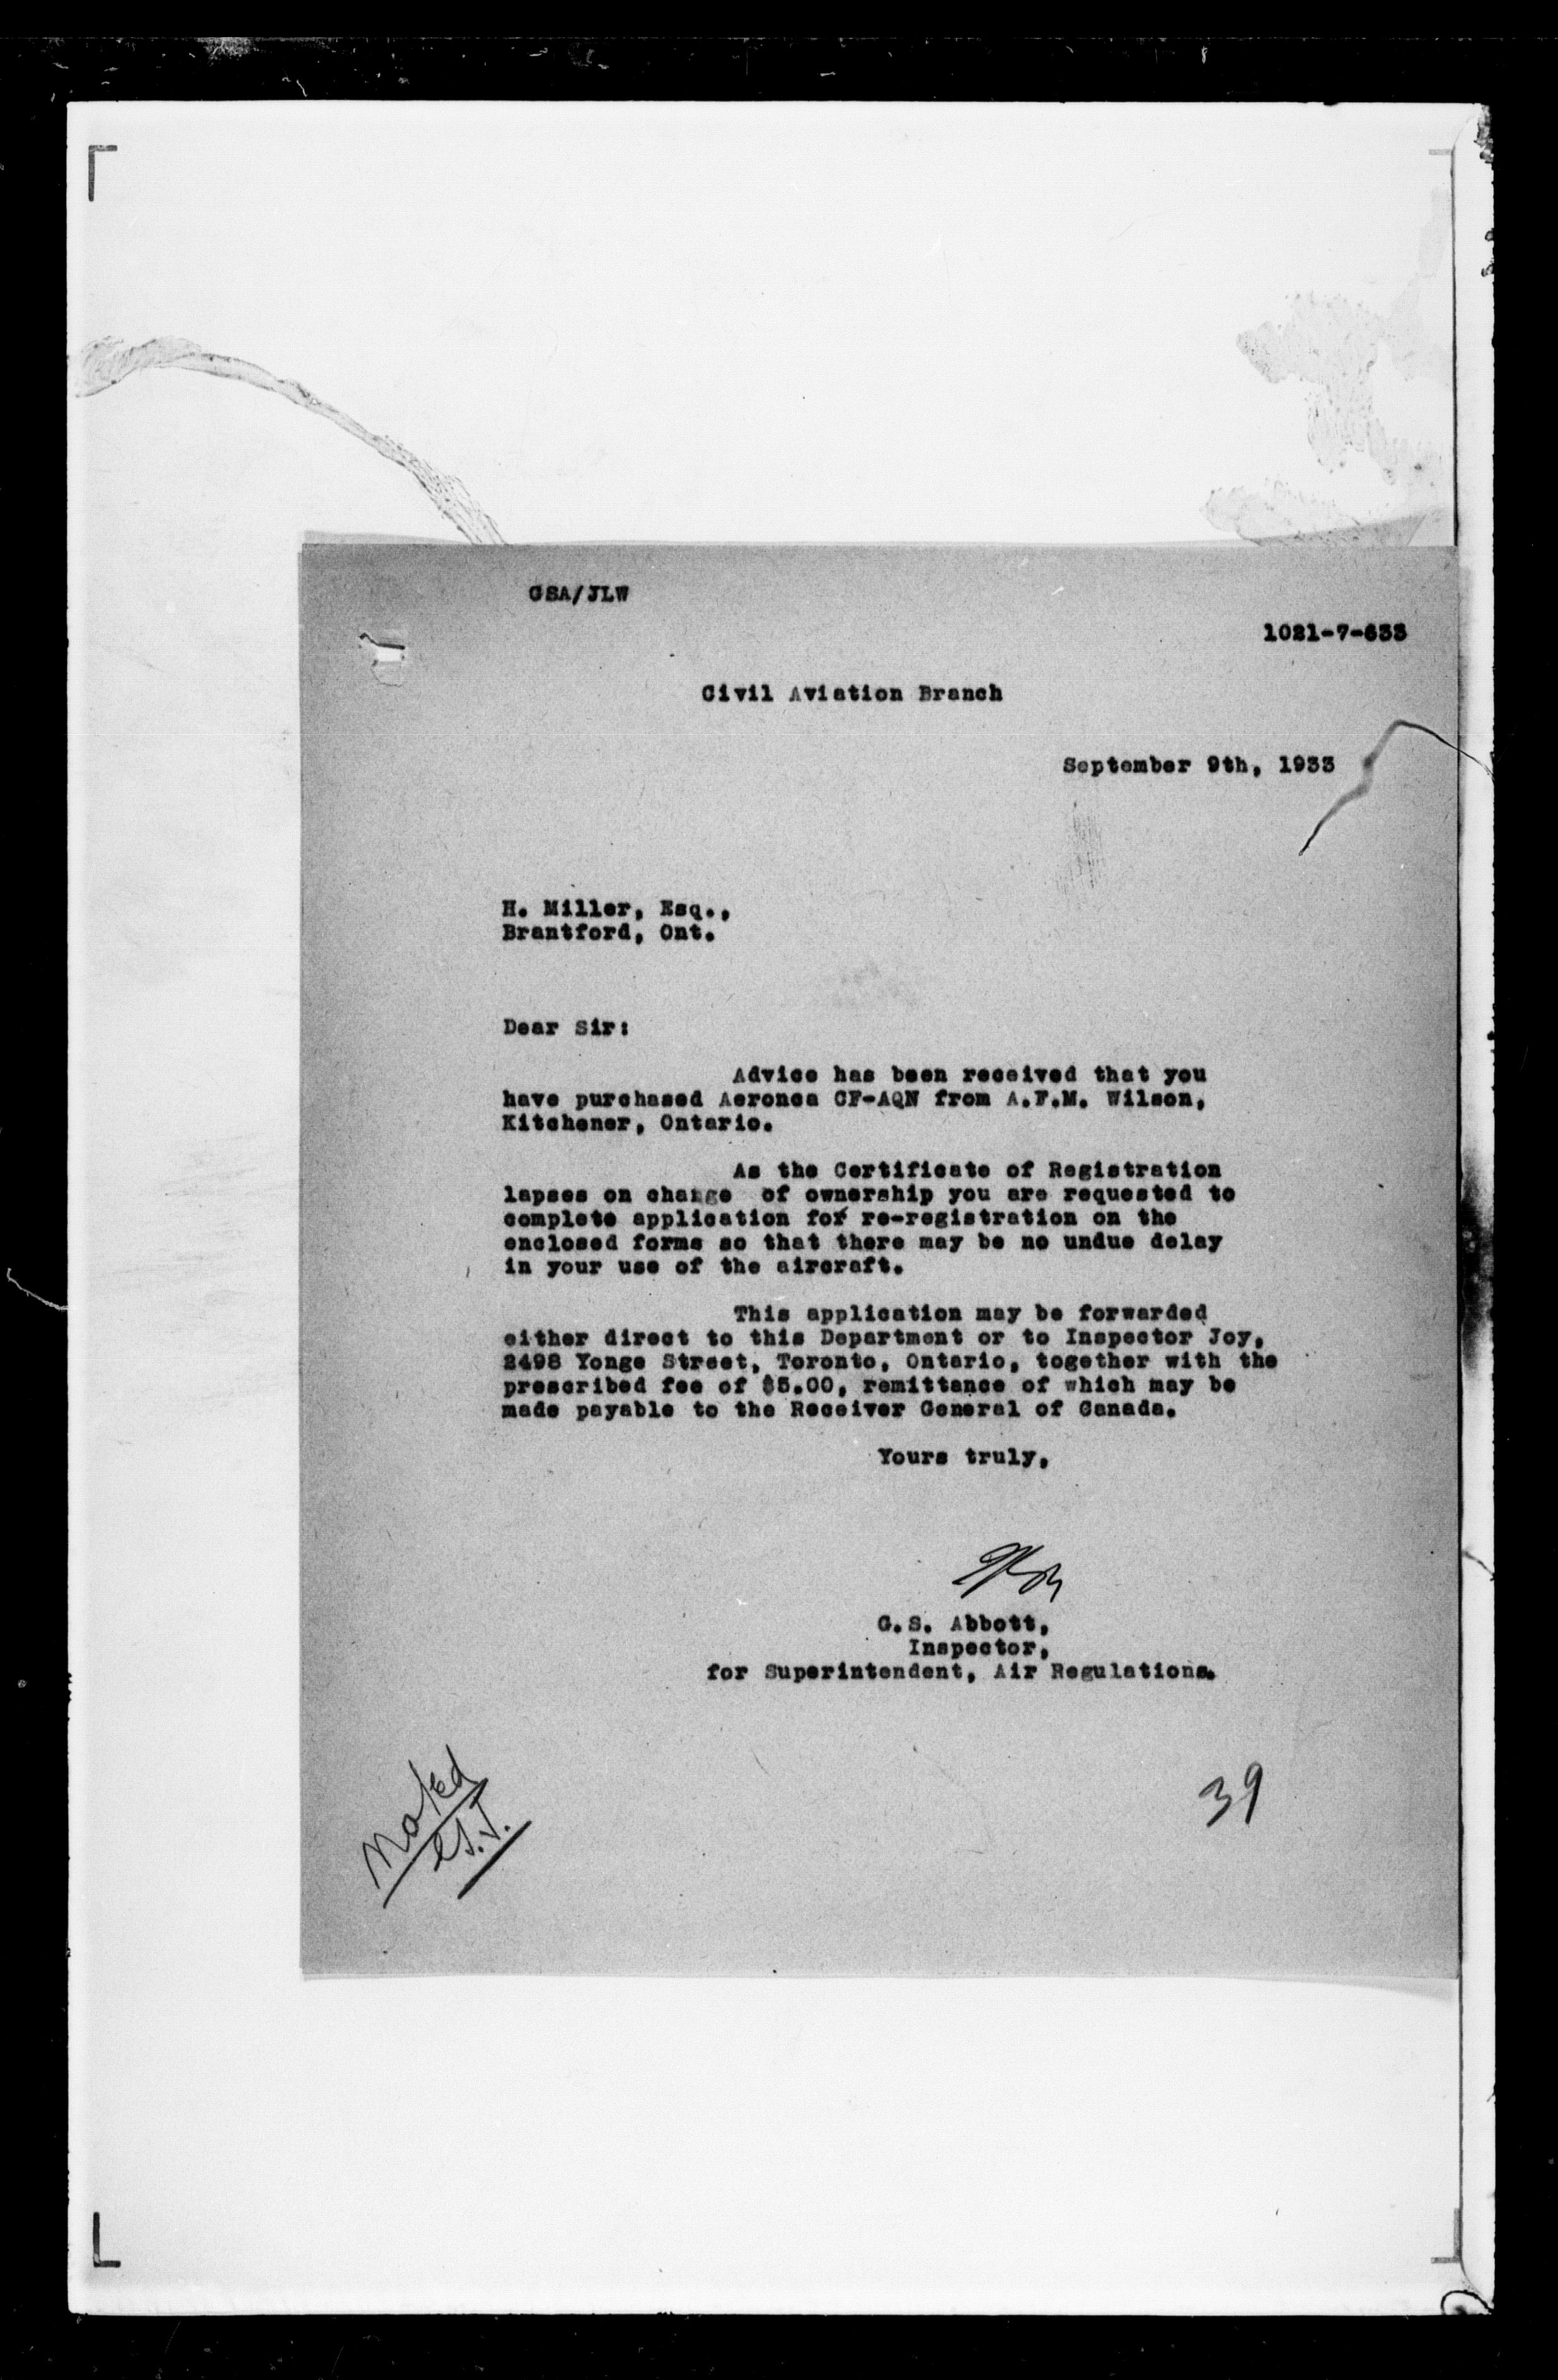 GSA/JLW
1021-7-633
Civil Aviation Branch
September 9th, 1933
H. Miller, Esq.,
Brantford, Ont.
Dear Sir:
Advice has been received that you
have purchased Aeronca CF-AQN from A.F.M. Wilson,
Kitchener, Ontario.
As the Certificate of Registration
lapses on change of ownership you are requested to
complete application for re-registration on the
enclosed forms so that there may be no undue delay
in your use of the aircraft.
This application may be forwarded
either direct to this Department or to Inspector Joy,
2498 Yonge Street, Toronto, Ontario, together with the
prescribed fee of $5.00, remittance of which may be
made payable to the Receiver General of Canada.
Yours truly,
G.S. Abbott,
Inspector,
for Superintendent, Air Regulations.
Noted
39